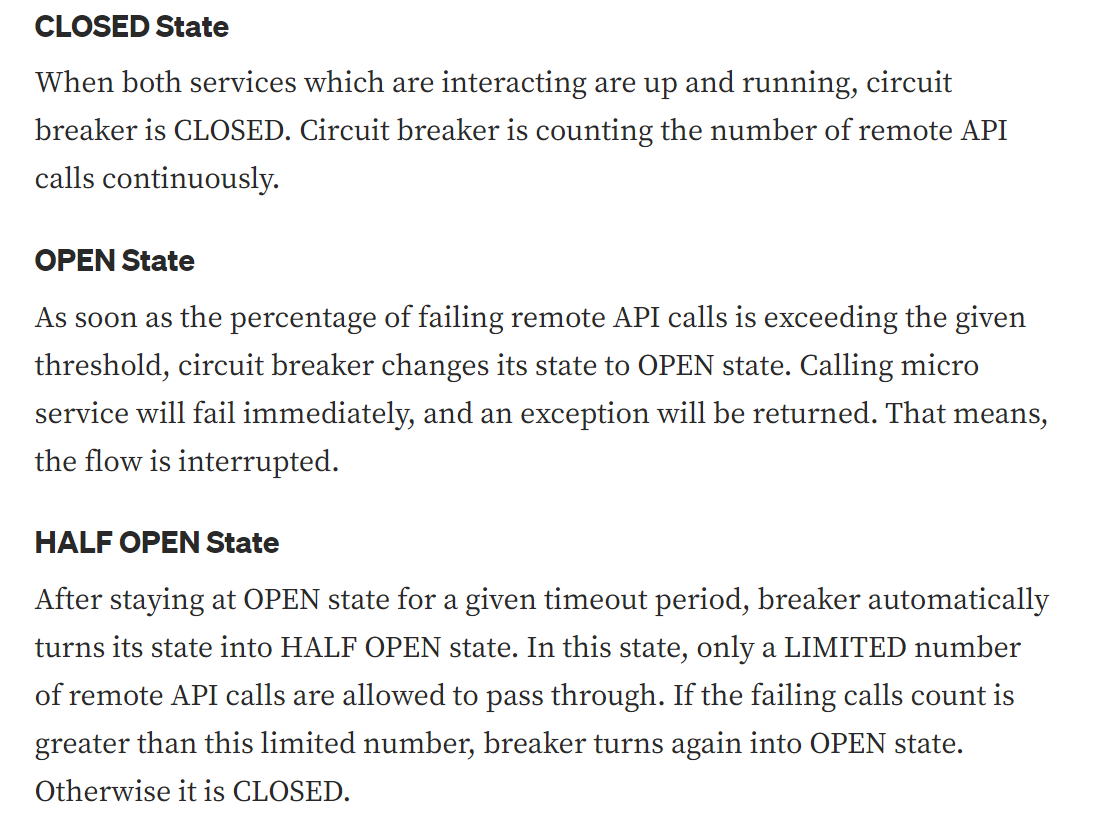 CLOSED State
When both services which are interacting are up and running, circuit
breaker is CLOSED. Circuit breaker is counting the number of remote API
calls continuously.
OPEN State
As soon as the percentage of failing remote API calls is exceeding the given
threshold, circuit breaker changes its state to OPEN state. Calling micro
service will fail immediately, and an exception will be returned. That means,
the flow is interrupted.
HALF OPEN State
After staying at OPEN state for a given timeout period, breaker automatically
turns its state into HALF OPEN state. In this state, only a LIMITED number
of remote API calls are allowed to pass through. If the failing calls count is
greater than this limited number, breaker turns again into OPEN state.
Otherwise it is CLOSED.